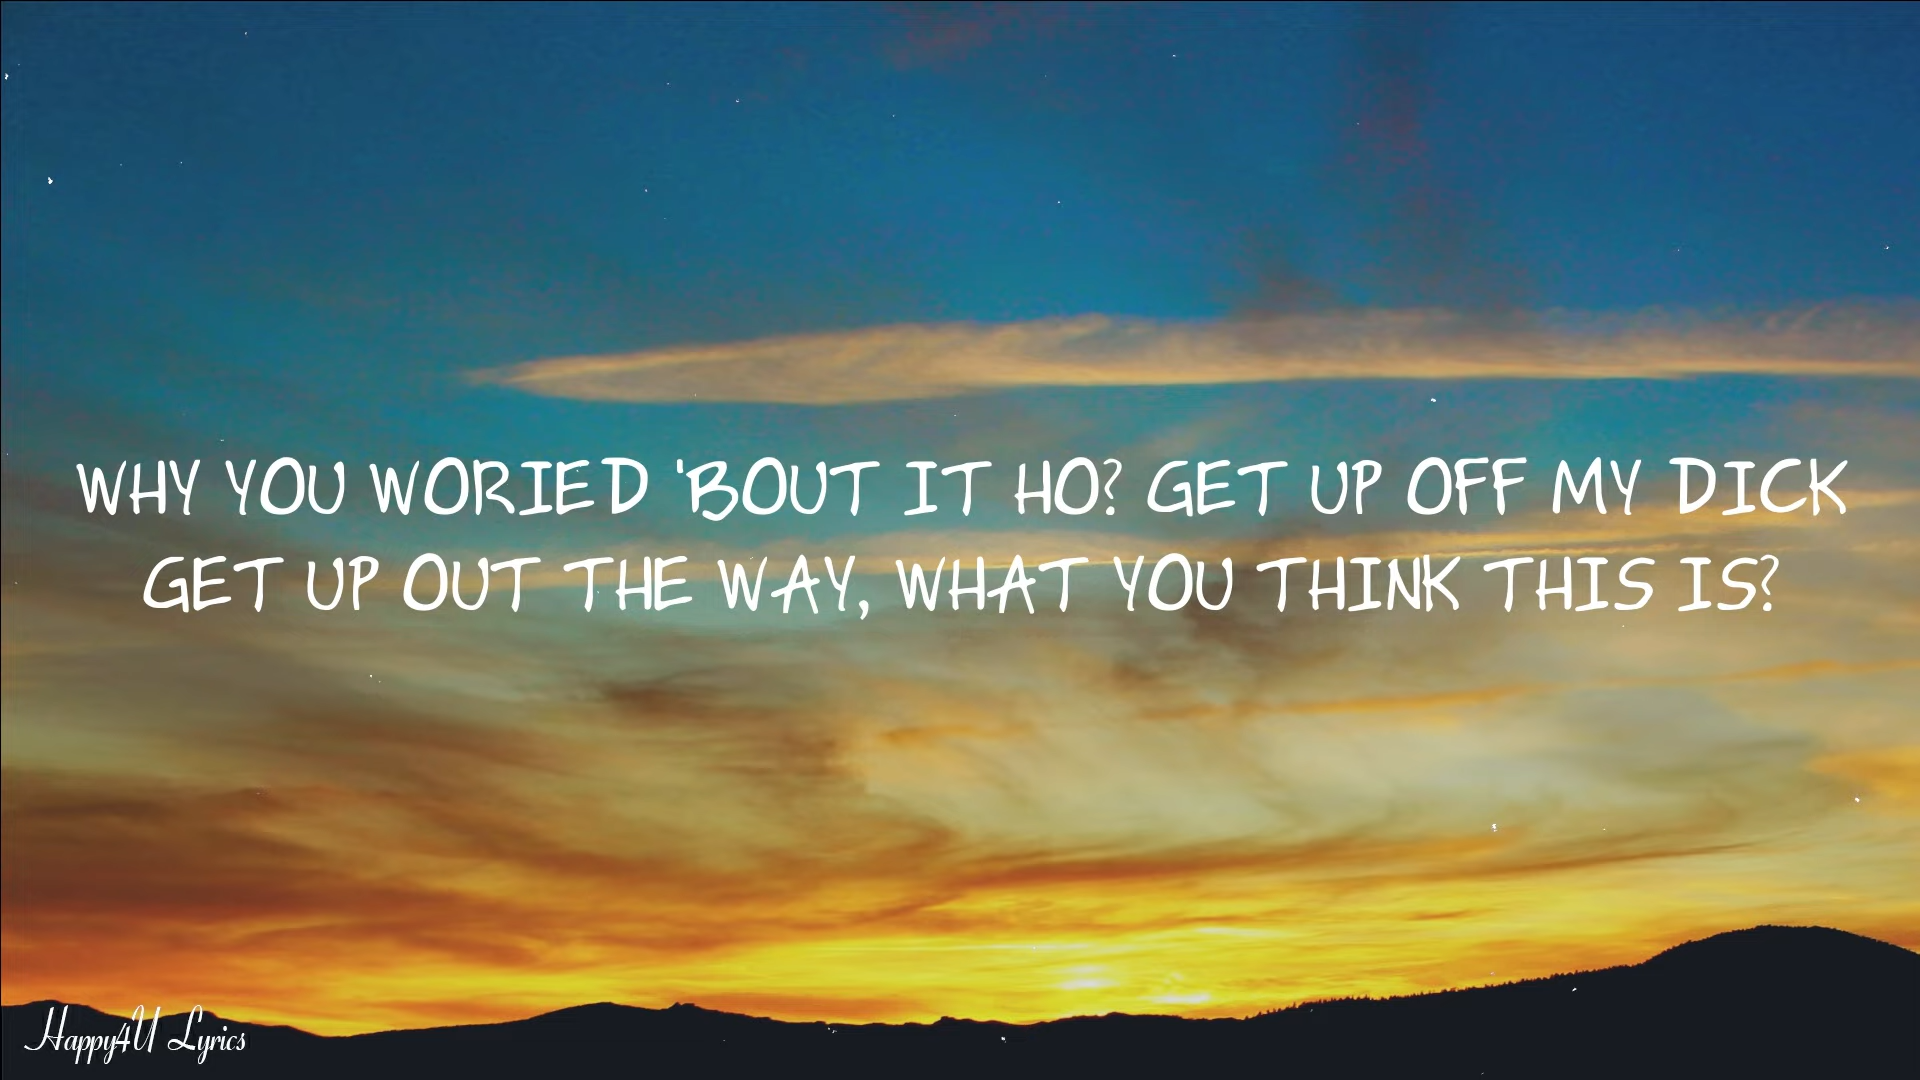 WHY YOU WORIED 'BOUT IT HO? GET UP OFF MY DICK
GET UP OUT THE WAY, WHAT YOU THINK THIS IS?
Happy4U Lyrics